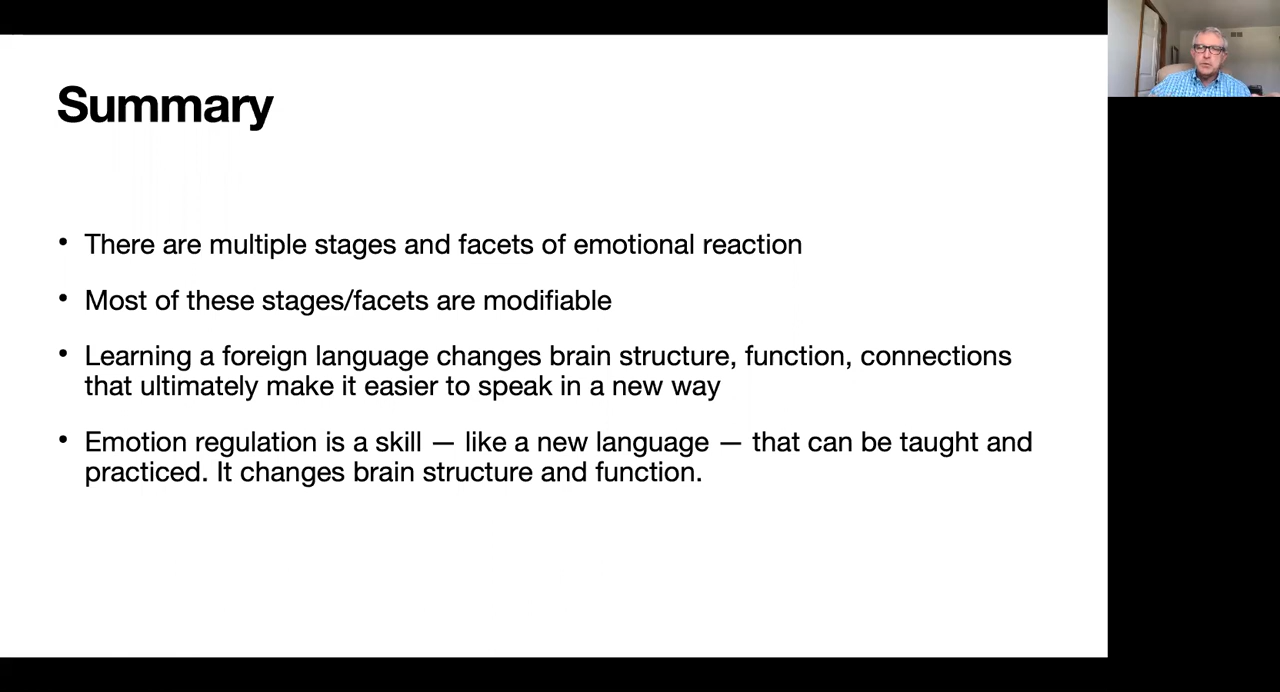 Summary
• There are multiple stages and facets of emotional reaction
• Most of these stages/facets are modifiable
• Learning a foreign language changes brain structure, function, connections
that ultimately make it easier to speak in a new way
• Emotion regulation is a skill — like a new language — that can be taught and
practiced. It changes brain structure and function.